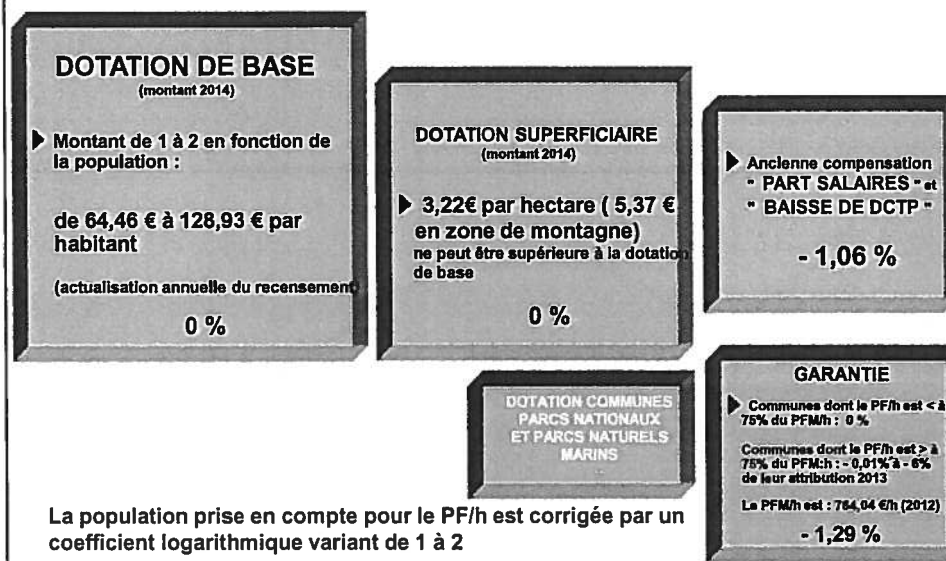 DOTATION DE BASE
(montant 2014)
Montant de 1 à 2 en fonction de
la population :
de 64,46 € à 128,93 € par
habitant
(actualisation annuelle du recensement
0 %
DOTATION SUPERFICIAIRE
(montant 2014)
3,22€ par hectare ( 5,37 €
en zone de montagne)
ne peut être supérieure à la dotation
de base
0 %
Ancienne compensation
" PART SALAIRES " et
" BAISSE DE DCTP "
- 1,06 %
DOTATION COMMUNES
PARCS NATIONAUX
ET PARCS NATURELS
MARINS
GARANTIE
Communes dont le PF/h est < à
75% du PFM/h : 0 %
Communes dont le PF/h est > à
75% du PFM:h : - 0,01% à - 6%
de leur attribution 2013
Le PFM/h est : 764,04 €/h (2012)
- 1,29 %
La population prise en compte pour le PF/h est corrigée par un
coefficient logarithmique variant de 1 à 2